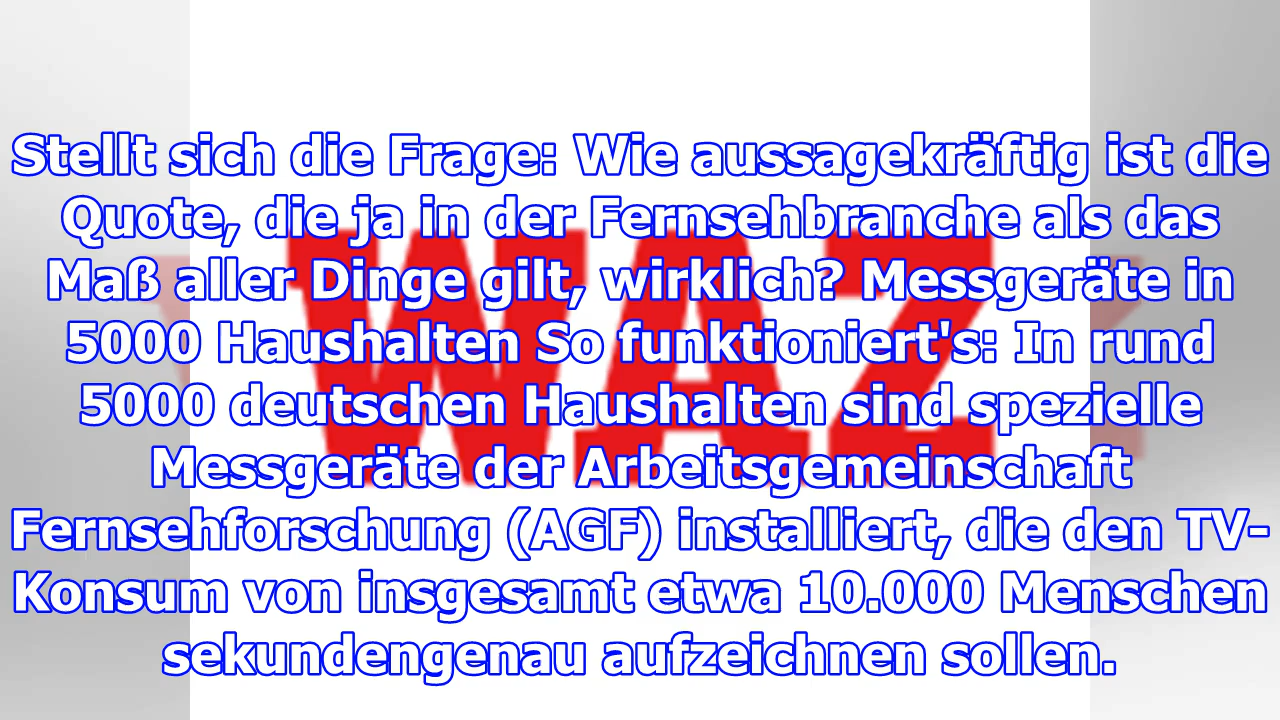 Stellt sich die Frage: Wie aussagekräftig ist die
Quote, die ja in der Fernsehbranche als das
Maß aller Dinge gilt, wirklich? Messgeräte in
5000 Haushalten So funktioniert's: In rund
5000 deutschen Haushalten sind spezielle
Messgeräte der Arbeitsgemeinschaft
Fernsehforschung (AGF) installiert, die den TV-
Konsum von insgesamt etwa 10.000 Menschen
sekundengenau aufzeichnen sollen.
WAZ